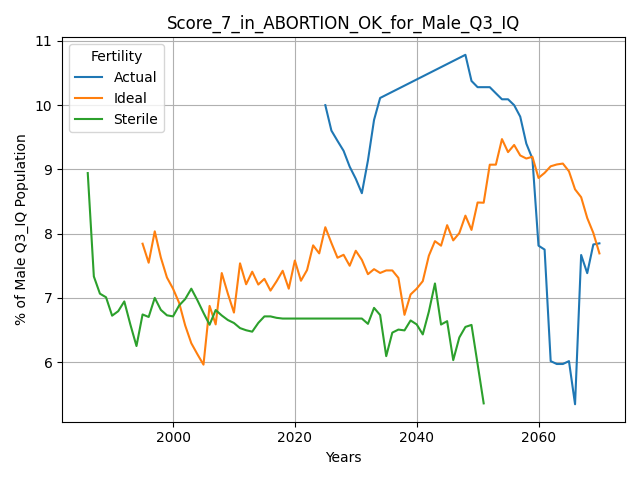 Score_7_in_ABORTION_OK_for_Male_Q3_IQ
Fertility
Actual
Ideal
Sterile
% of Male Q3_IQ Population
11
10
9
8
7
6
2000
2020
2040
2060
Years